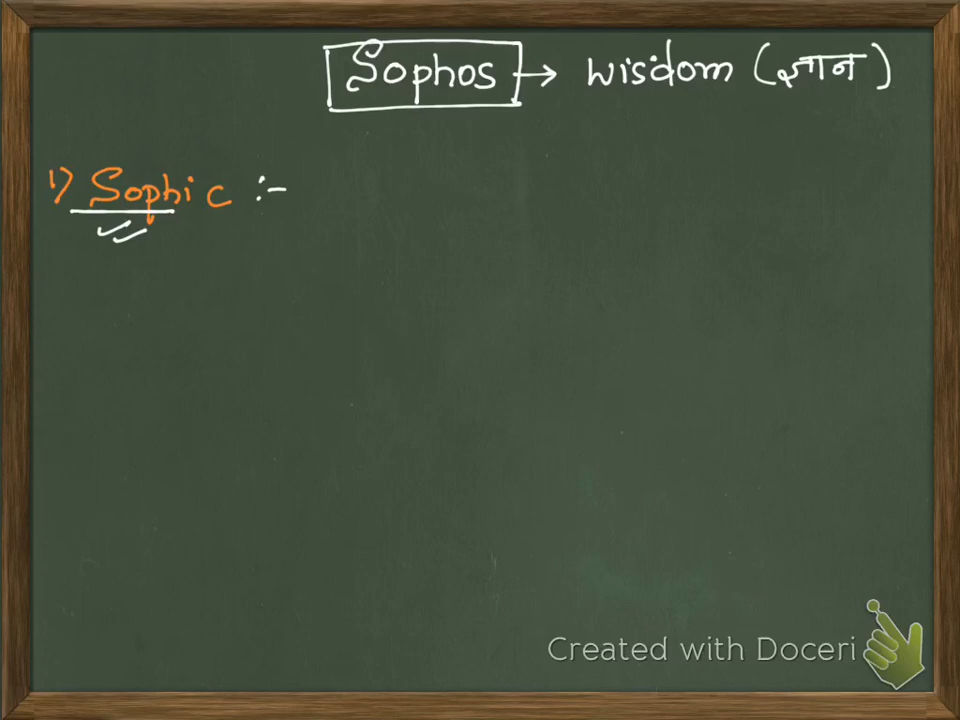 Sophos → wisdom (ज्ञान)
1) Sophic :-
Created with Doceri